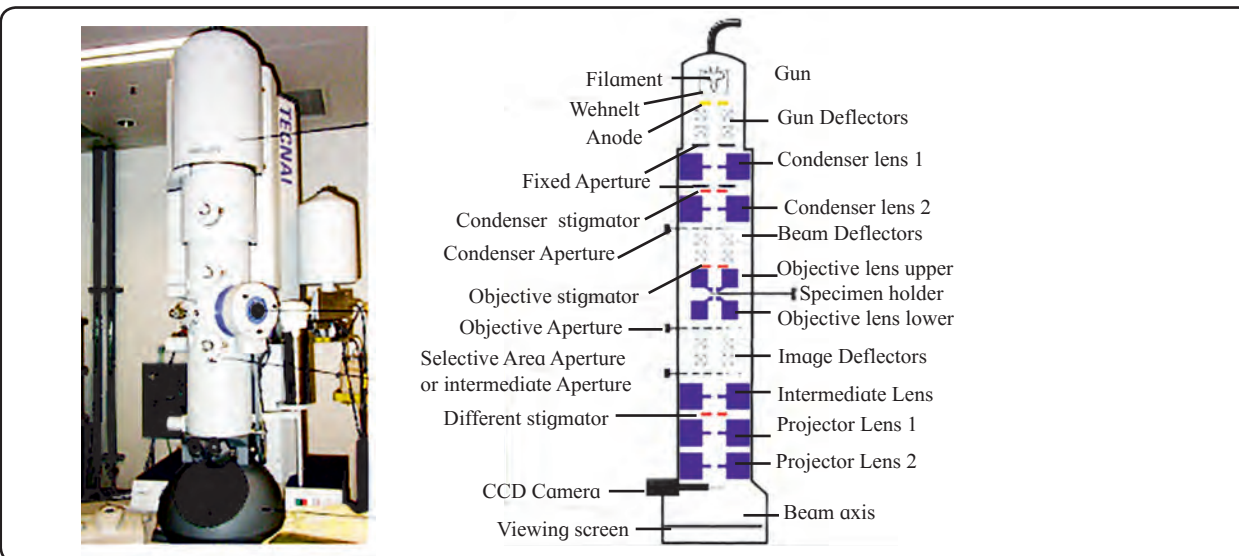 TECNAI
Filament
Wehnelt
Anode
Fixed Aperture
Condenser stigmator
Condenser Aperture
Objective stigmator
Objective Aperture
Selective Area Aperture
or intermediate Aperture
Different stigmator
CCD Camera
Viewing screen
Gun
Gun Deflectors
Condenser lens 1
Condenser lens 2
Beam Deflectors
Objective lens upper
Specimen holder
Objective lens lower
Image Deflectors
Intermediate Lens
Projector Lens 1
Projector Lens 2
Beam axis